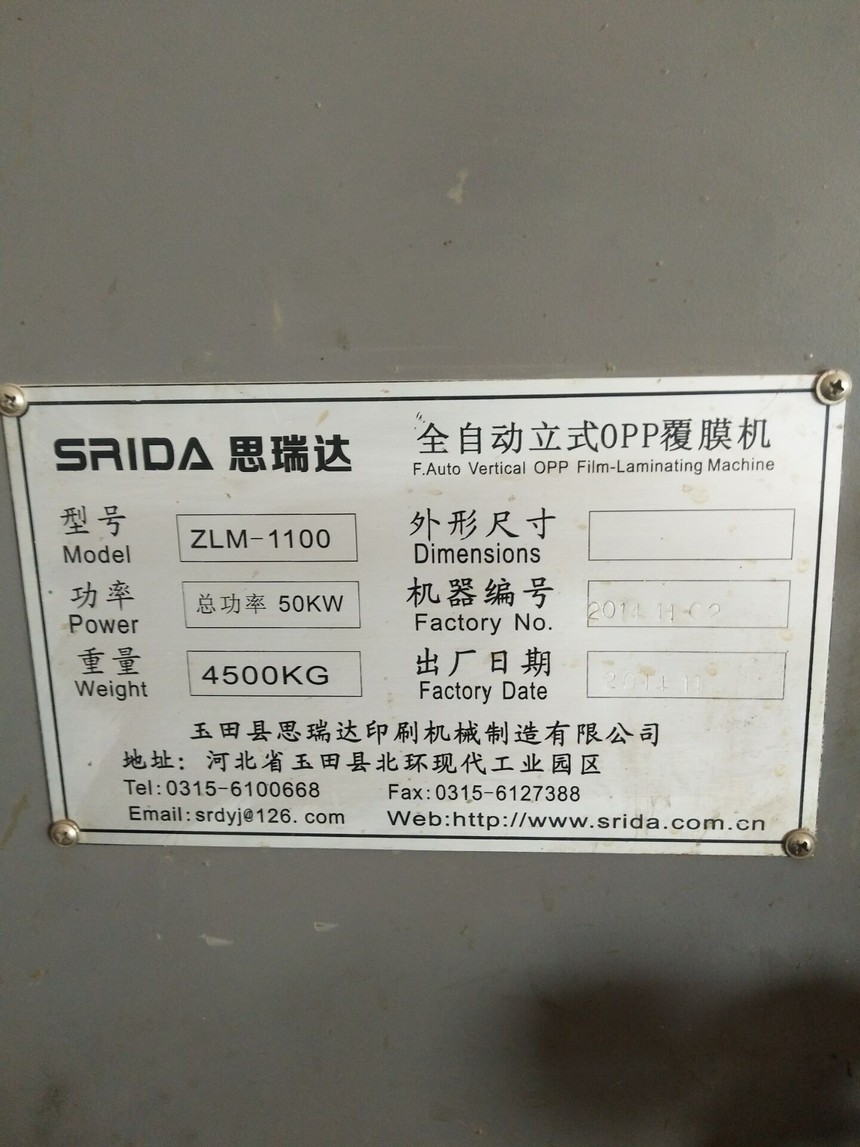 SRIDA 思瑞达
全自动立式OPP覆膜机
F.Auto Vertical OPP Film-Laminating Machine
型号 ZLM-1100 外形尺寸
Model Dimensions
功率 总功率 50KW 机器编号 2014 11 02
Power Factory No.
重量 4500KG 出厂日期 2014 11
Weight Factory Date
玉田县思瑞达印刷机械制造有限公司
地址: 河北省玉田县北环现代工业园区
Tel:0315-6100668 Fax:0315-6127388
Email:srdyj@126.com Web:http://www.srida.com.cn